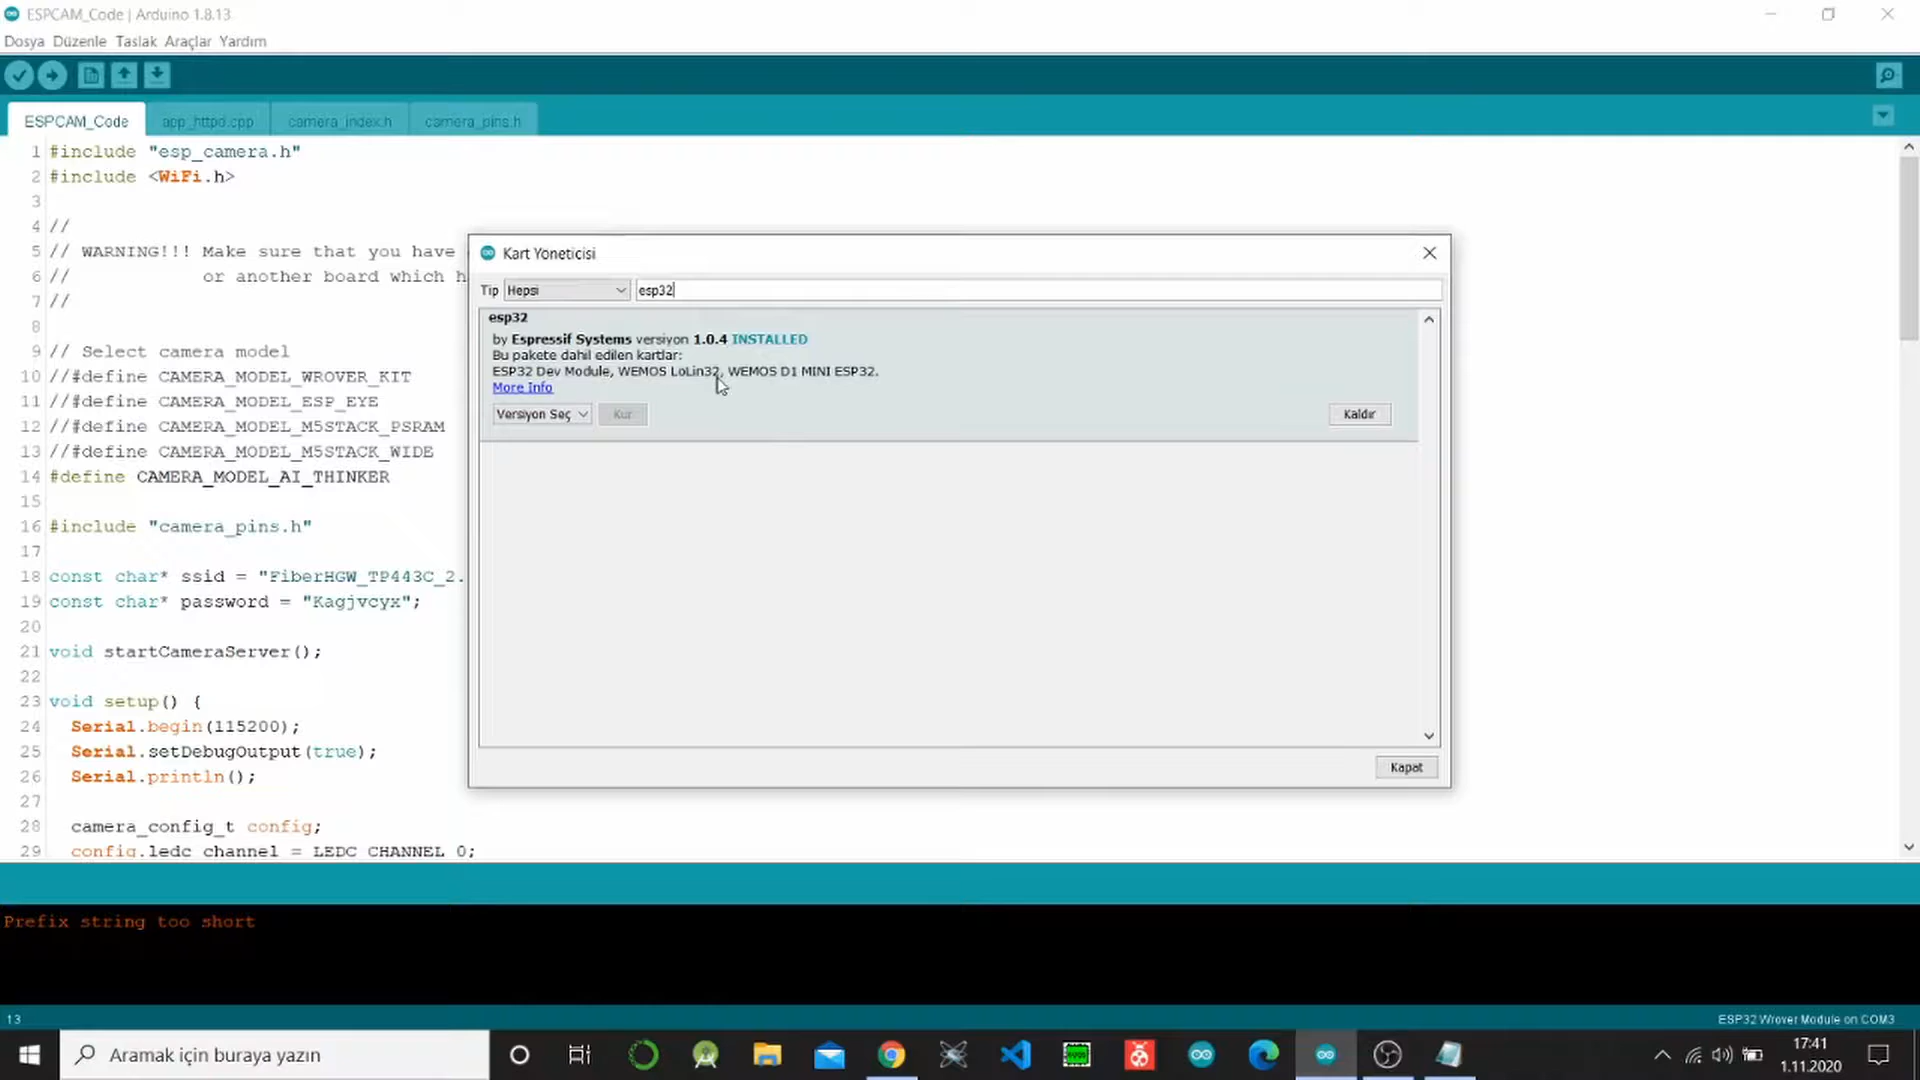 ESPCAM_Code | Arduino 1.8.13
Dosya Düzenle Taslak Araçlar Yardım
ESPCAM_Code app_httpd.cpp camera_index.h camera_pins.h
1 #include "esp_camera.h"
2 #include <WiFi.h>
3
4 //
5 // WARNING!!! Make sure that you have
6 // or another board which h
7 //
8
9 // Select camera model
10 //#define CAMERA_MODEL_WROVER_KIT
11 //#define CAMERA_MODEL_ESP_EYE
12 //#define CAMERA_MODEL_M5STACK_PSRAM
13 //#define CAMERA_MODEL_M5STACK_WIDE
14 #define CAMERA_MODEL_AI_THINKER
15
16 #include "camera_pins.h"
17
18 const char* ssid = "FiberHGW_TP443C_2.
19 const char* password = "Kagjvcyx";
20
21 void startCameraServer();
22
23 void setup() {
24 Serial.begin(115200);
25 Serial.setDebugOutput(true);
26 Serial.println();
27
28 camera_config_t config;
29 config.ledc_channel = LEDC_CHANNEL_0;
Kart Yöneticisi
Tip Hepsi esp32
esp32
by Espressif Systems versiyon 1.0.4 INSTALLED
Bu pakete dahil edilen kartlar:
ESP32 Dev Module, WEMOS LoLin32, WEMOS D1 MINI ESP32.
More Info
Versiyon Seç Kur Kaldır
Kapat
Prefix string too short
13 ESP32 Wrover Module on COM3
Aramak için buraya yazın
17:41
1.11.2020